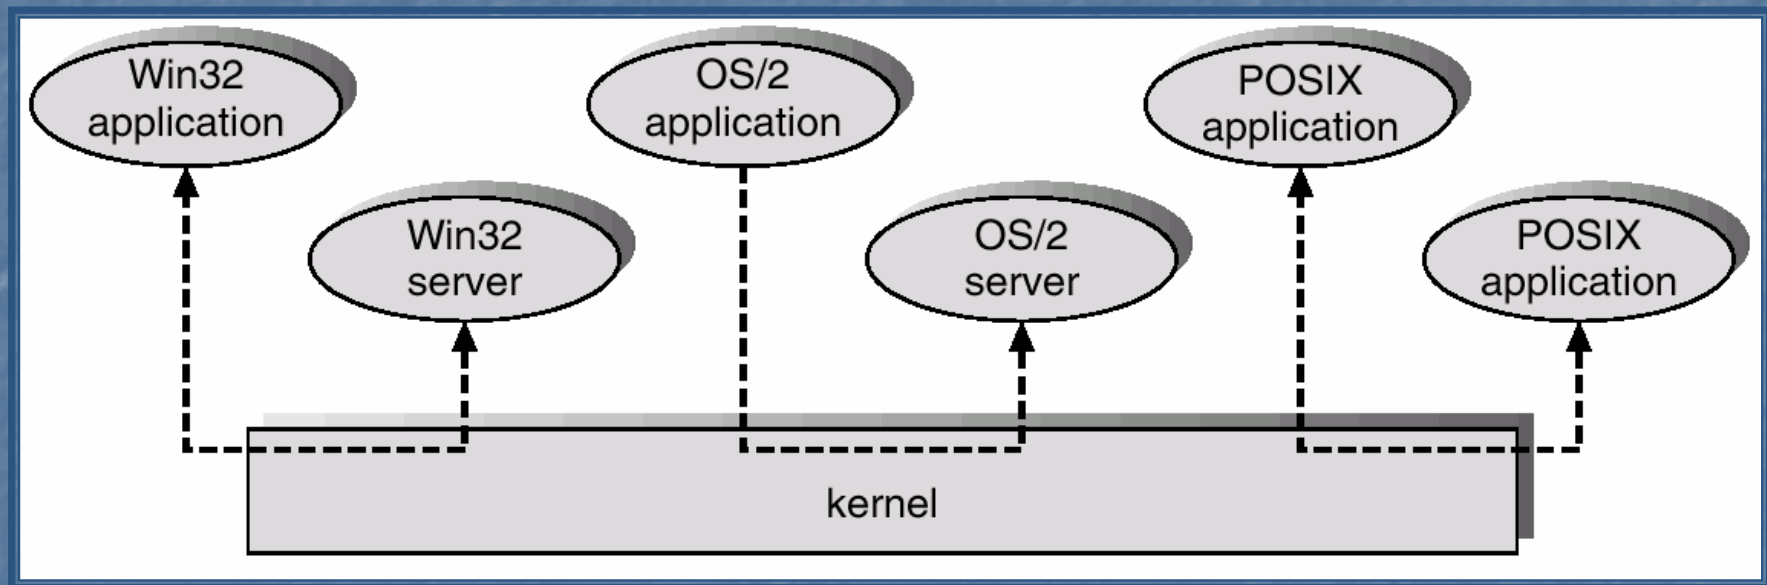 Win32
application
OS/2
application
POSIX
application
Win32
server
OS/2
server
POSIX
application
kernel